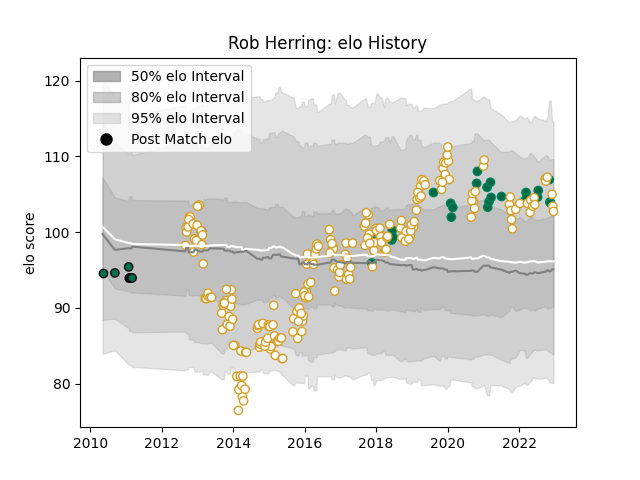 Rob Herring: elo History
50% elo Interval
80% elo Interval
95% elo Interval
Post Match elo
elo score
120
110
100
90
80
2010 2012 2014 2016 2018 2020 2022